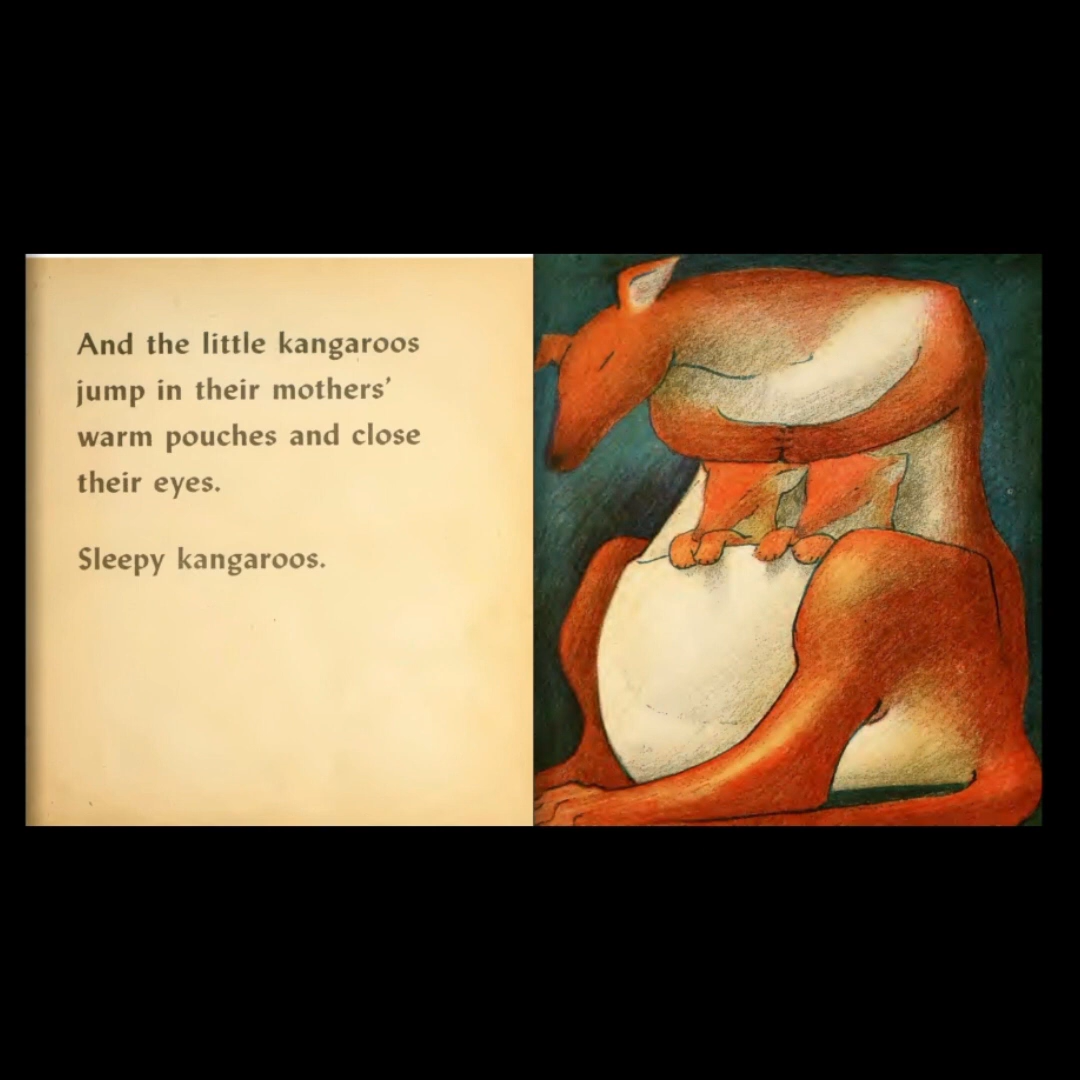 And the little kangaroos
jump in their mothers'
warm pouches and close
their eyes.
Sleepy kangaroos.